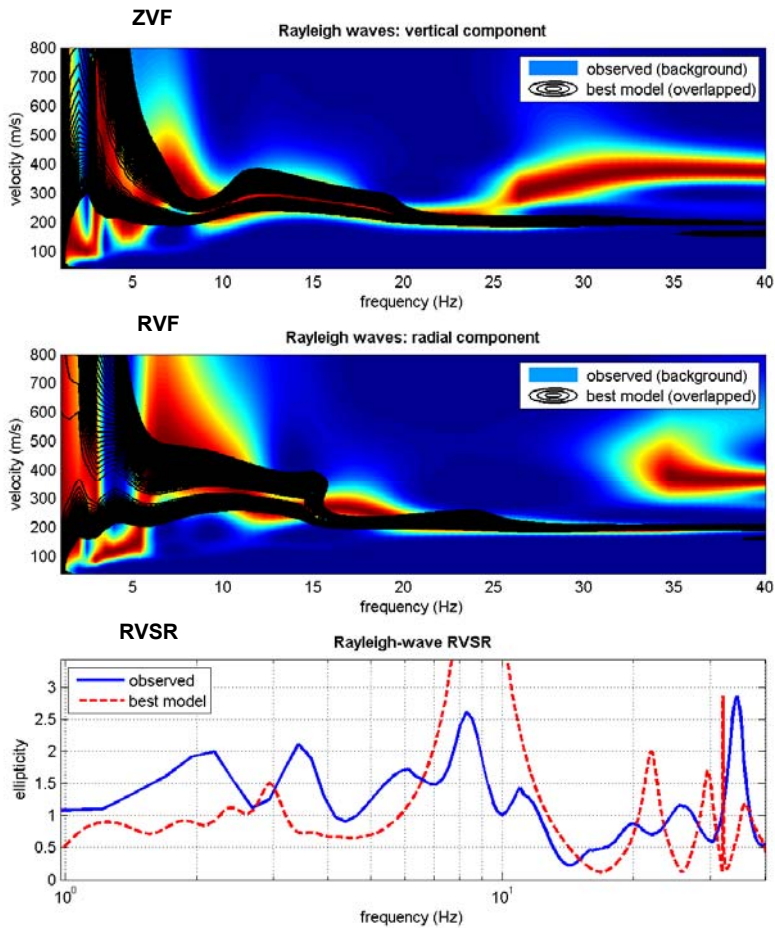 ZVF
Rayleigh waves: vertical component
800
700
600
500
400
300
200
100
velocity (m/s)
observed (background)
best model (overlapped)
5
10
15
20
25
30
35
40
frequency (Hz)
RVF
Rayleigh waves: radial component
800
700
600
500
400
300
200
100
velocity (m/s)
observed (background)
best model (overlapped)
5
10
15
20
25
30
35
40
frequency (Hz)
RVSR
Rayleigh-wave RVSR
3
2.5
2
1.5
1
0.5
0
ellipticity
observed
best model
10^0
10^1
frequency (Hz)